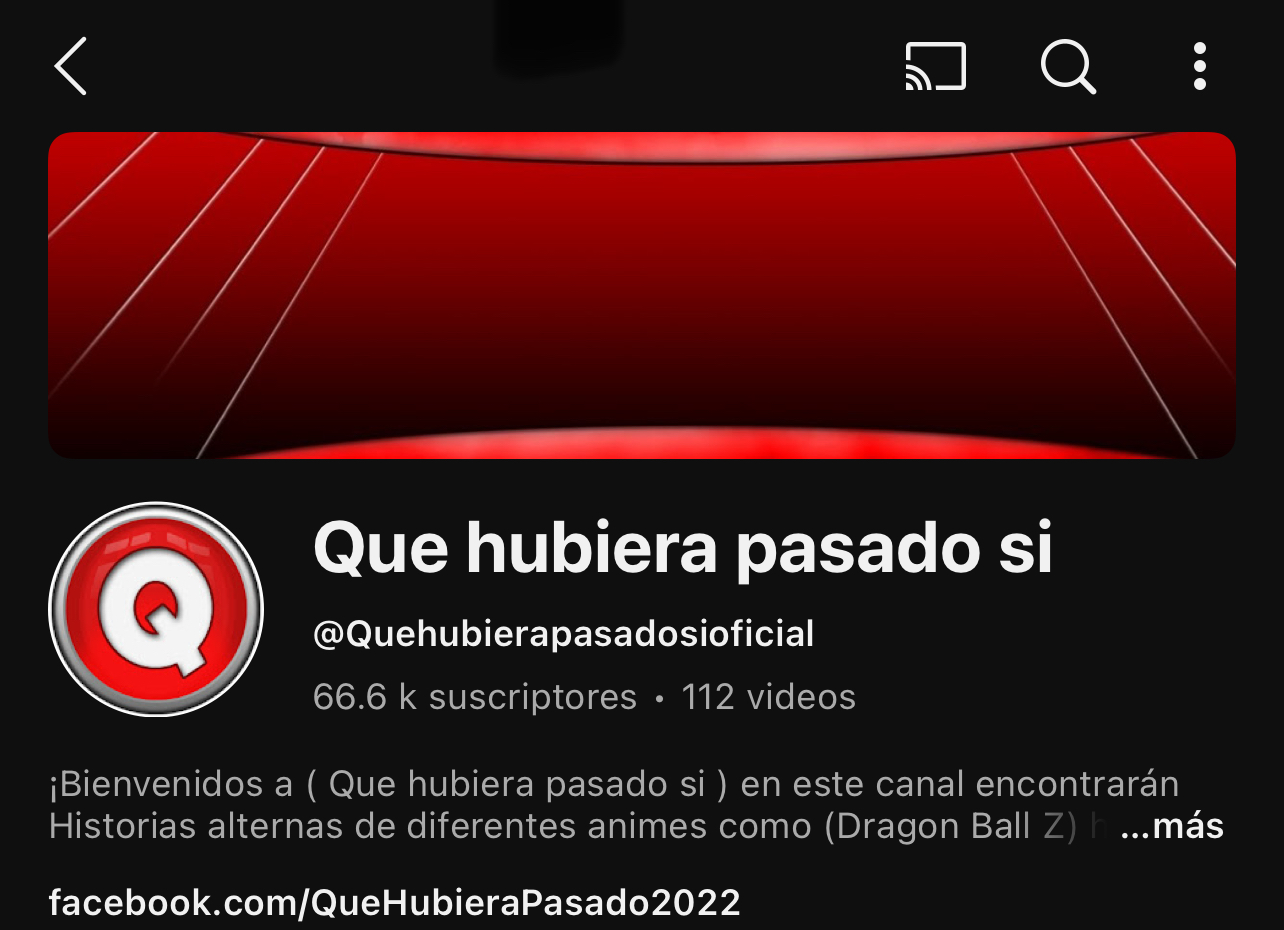 Q
Que hubiera pasado si
@Quehubierapasadosioficial
66.6 k suscriptores • 112 videos
¡Bienvenidos a ( Que hubiera pasado si ) en este canal encontrarán
Historias alternas de diferentes animes como (Dragon Ball Z) h ...más
facebook.com/QueHubieraPasado2022